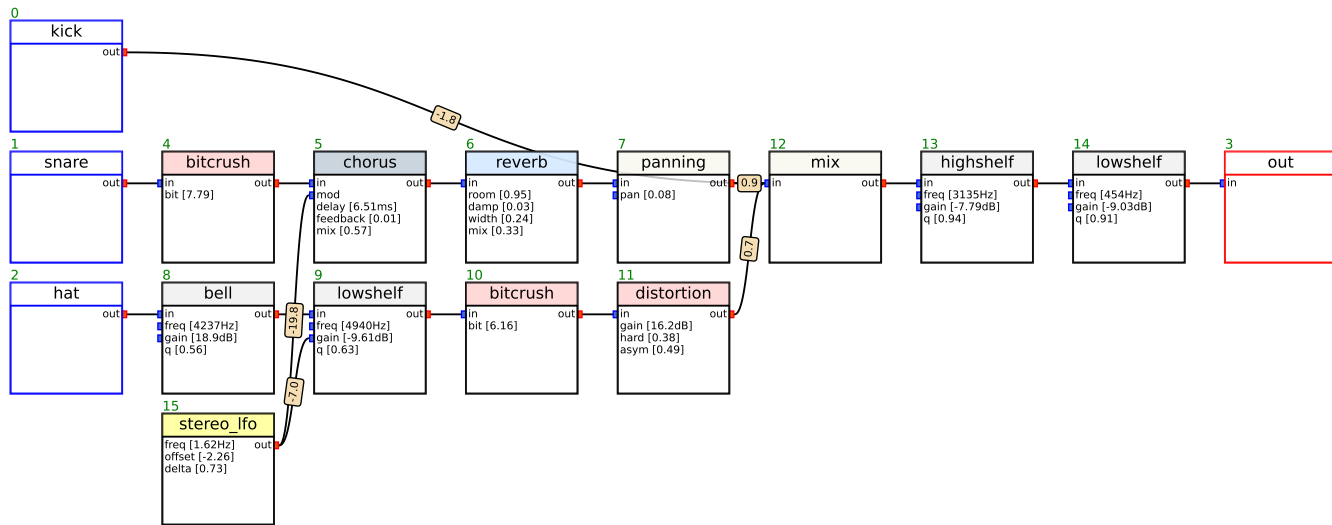 0
kick
out
-1.8
1
snare
out
4
bitcrush
in out
bit [7.79]
5
chorus
in out
mod
delay [6.51ms]
feedback [0.01]
mix [0.57]
6
reverb
in out
room [0.95]
damp [0.03]
width [0.24]
mix [0.33]
7
panning
in out
pan [0.08]
0.9
12
mix
in out
13
highshelf
in out
freq [3135Hz]
gain [-7.79dB]
q [0.94]
14
lowshelf
in out
freq [454Hz]
gain [-9.03dB]
q [0.91]
3
out
in
2
hat
out
8
bell
in out
freq [4237Hz]
gain [18.9dB]
q [0.56]
-19.8
9
lowshelf
in out
freq [4940Hz]
gain [-9.61dB]
q [0.63]
10
bitcrush
in out
bit [6.16]
11
distortion
in out
gain [16.2dB]
hard [0.38]
asym [0.49]
0.7
-7.0
15
stereo_lfo
freq [1.62Hz] out
offset [-2.26]
delta [0.73]